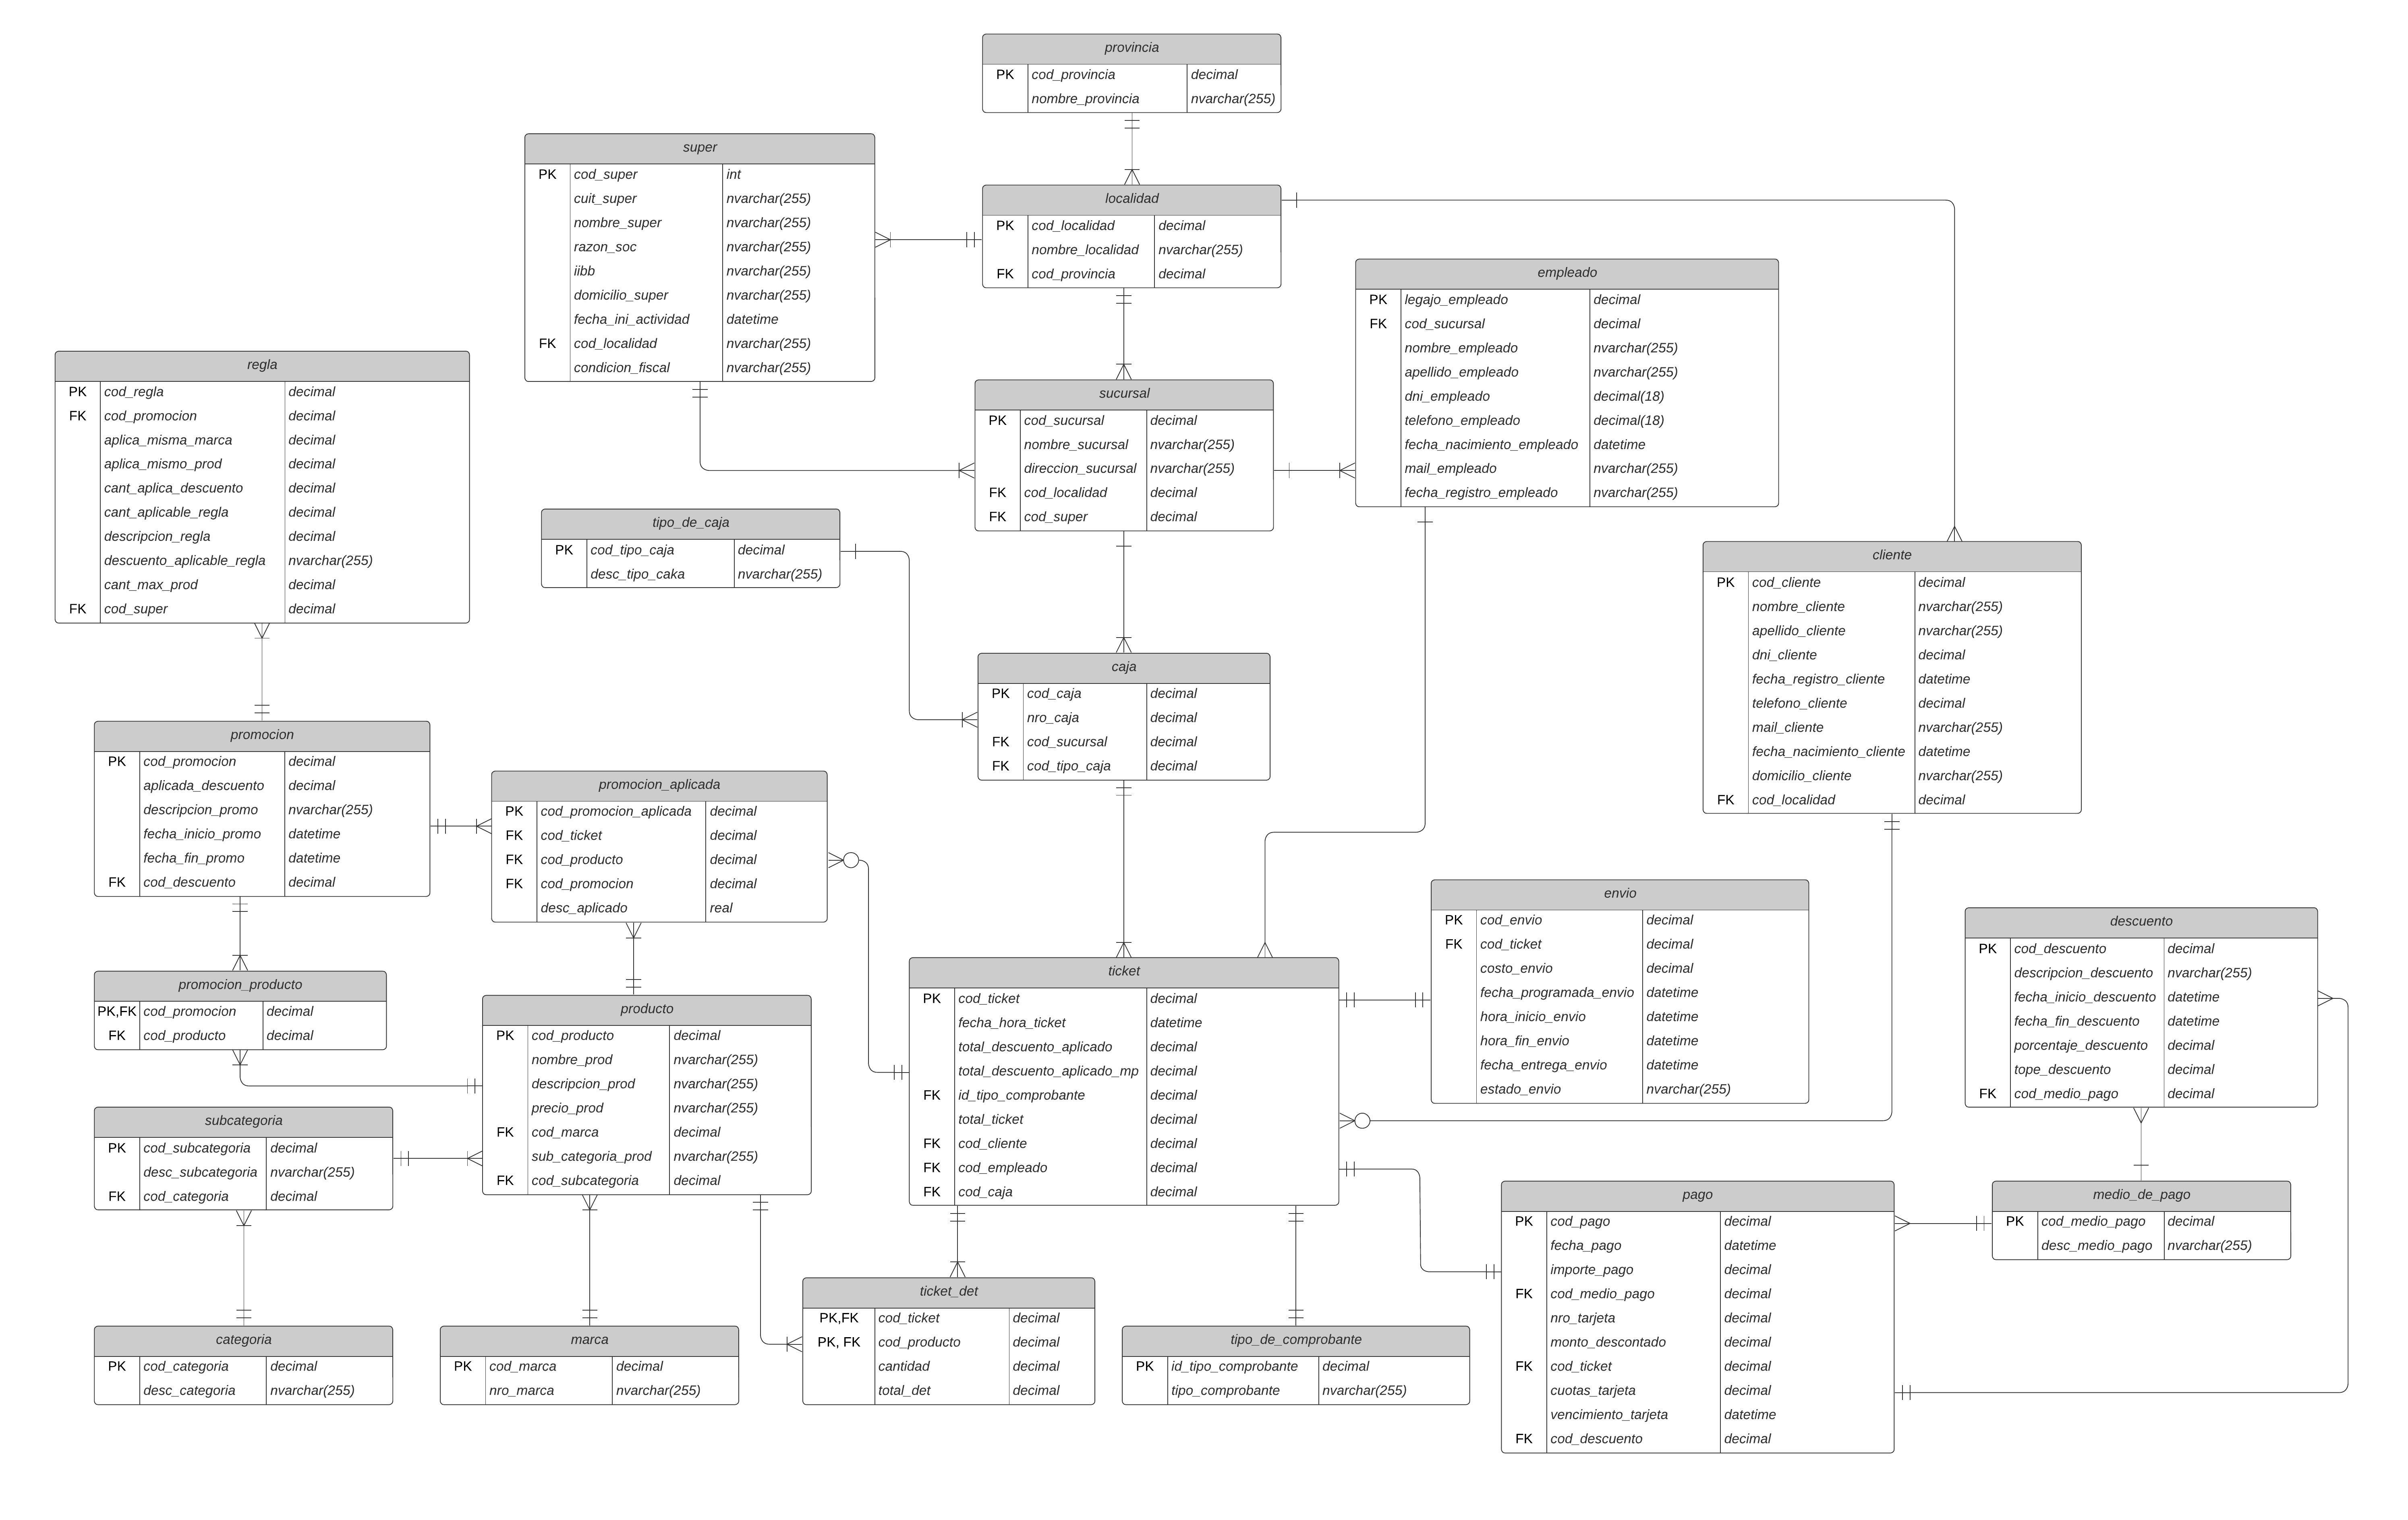 provincia
PK cod_provincia decimal
nombre_provincia nvarchar(255)
super
PK cod_super int
cuit_super nvarchar(255)
nombre_super nvarchar(255)
razon_soc nvarchar(255)
iibb nvarchar(255)
domicilio_super nvarchar(255)
fecha_ini_actividad datetime
FK cod_localidad nvarchar(255)
condicion_fiscal nvarchar(255)
localidad
PK cod_localidad decimal
nombre_localidad nvarchar(255)
FK cod_provincia decimal
empleado
PK legajo_empleado decimal
FK cod_sucursal decimal
nombre_empleado nvarchar(255)
apellido_empleado nvarchar(255)
dni_empleado decimal(18)
telefono_empleado decimal(18)
fecha_nacimiento_empleado datetime
mail_empleado nvarchar(255)
fecha_registro_empleado nvarchar(255)
regla
PK cod_regla decimal
FK cod_promocion decimal
aplica_misma_marca decimal
aplica_mismo_prod decimal
cant_aplica_descuento decimal
cant_aplicable_regla decimal
descripcion_regla decimal
descuento_aplicable_regla nvarchar(255)
cant_max_prod decimal
FK cod_super decimal
sucursal
PK cod_sucursal decimal
nombre_sucursal nvarchar(255)
direccion_sucursal nvarchar(255)
FK cod_localidad decimal
FK cod_super decimal
tipo_de_caja
PK cod_tipo_caja decimal
desc_tipo_caka nvarchar(255)
cliente
PK cod_cliente decimal
nombre_cliente nvarchar(255)
apellido_cliente nvarchar(255)
dni_cliente decimal
fecha_registro_cliente datetime
telefono_cliente decimal
mail_cliente nvarchar(255)
fecha_nacimiento_cliente datetime
domicilio_cliente nvarchar(255)
FK cod_localidad decimal
caja
PK cod_caja decimal
nro_caja decimal
FK cod_sucursal decimal
FK cod_tipo_caja decimal
promocion
PK cod_promocion decimal
aplicada_descuento decimal
descripcion_promo nvarchar(255)
fecha_inicio_promo datetime
fecha_fin_promo datetime
FK cod_descuento decimal
promocion_aplicada
PK cod_promocion_aplicada decimal
FK cod_ticket decimal
FK cod_producto decimal
FK cod_promocion decimal
desc_aplicado real
envio
PK cod_envio decimal
FK cod_ticket decimal
costo_envio decimal
fecha_programada_envio datetime
hora_inicio_envio datetime
hora_fin_envio datetime
fecha_entrega_envio datetime
estado_envio nvarchar(255)
descuento
PK cod_descuento decimal
descripcion_descuento nvarchar(255)
fecha_inicio_descuento datetime
fecha_fin_descuento datetime
porcentaje_descuento decimal
tope_descuento decimal
FK cod_medio_pago decimal
promocion_producto
PK,FK cod_promocion decimal
FK cod_producto decimal
producto
PK cod_producto decimal
nombre_prod nvarchar(255)
descripcion_prod nvarchar(255)
precio_prod nvarchar(255)
FK cod_marca decimal
sub_categoria_prod nvarchar(255)
FK cod_subcategoria decimal
ticket
PK cod_ticket decimal
fecha_hora_ticket datetime
total_descuento_aplicado decimal
total_descuento_aplicado_mp decimal
FK id_tipo_comprobante decimal
total_ticket decimal
FK cod_cliente decimal
FK cod_empleado decimal
FK cod_caja decimal
subcategoria
PK cod_subcategoria decimal
desc_subcategoria nvarchar(255)
FK cod_categoria decimal
pago
PK cod_pago decimal
fecha_pago datetime
importe_pago decimal
FK cod_medio_pago decimal
nro_tarjeta decimal
monto_descontado decimal
FK cod_ticket decimal
cuotas_tarjeta decimal
vencimiento_tarjeta datetime
FK cod_descuento decimal
medio_de_pago
PK cod_medio_pago decimal
desc_medio_pago nvarchar(255)
categoria
PK cod_categoria decimal
desc_categoria nvarchar(255)
marca
PK cod_marca decimal
nro_marca nvarchar(255)
ticket_det
PK,FK cod_ticket decimal
PK, FK cod_producto decimal
cantidad decimal
total_det decimal
tipo_de_comprobante
PK id_tipo_comprobante decimal
tipo_comprobante nvarchar(255)